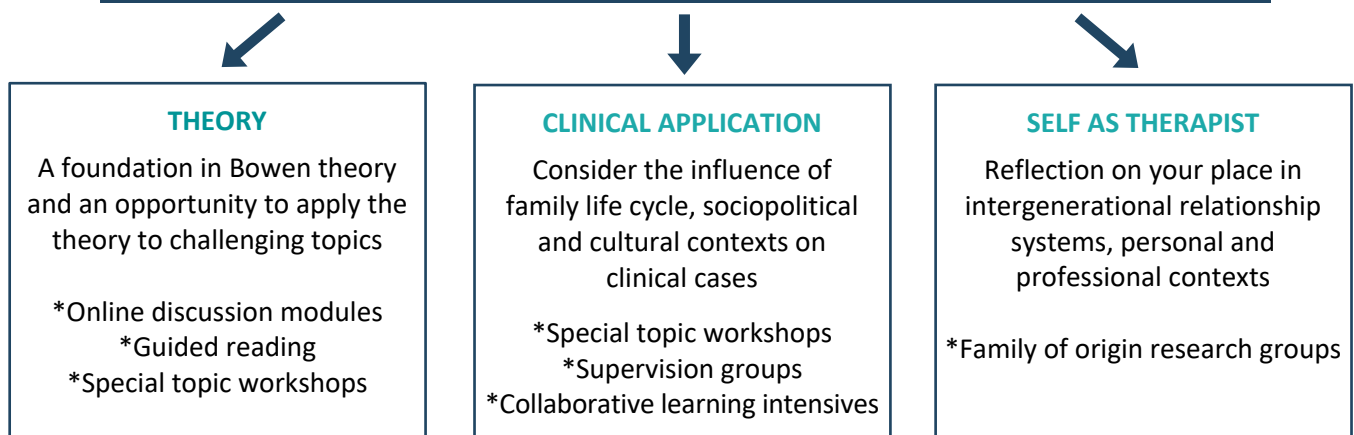 THEORY
A foundation in Bowen theory
and an opportunity to apply the
theory to challenging topics
*Online discussion modules
*Guided reading
*Special topic workshops
CLINICAL APPLICATION
Consider the influence of
family life cycle, sociopolitical
and cultural contexts on
clinical cases
*Special topic workshops
*Supervision groups
*Collaborative learning intensives
SELF AS THERAPIST
Reflection on your place in
intergenerational relationship
systems, personal and
professional contexts
*Family of origin research groups